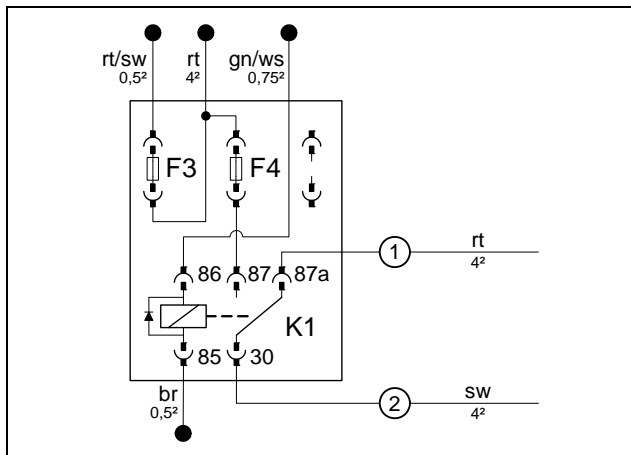 rt/sw rt gn/ws
0,5² 4² 0,75²
F3 F4
86 87 87a
1 rt
4²
K1
85 30
br
0,5²
2 sw
4²